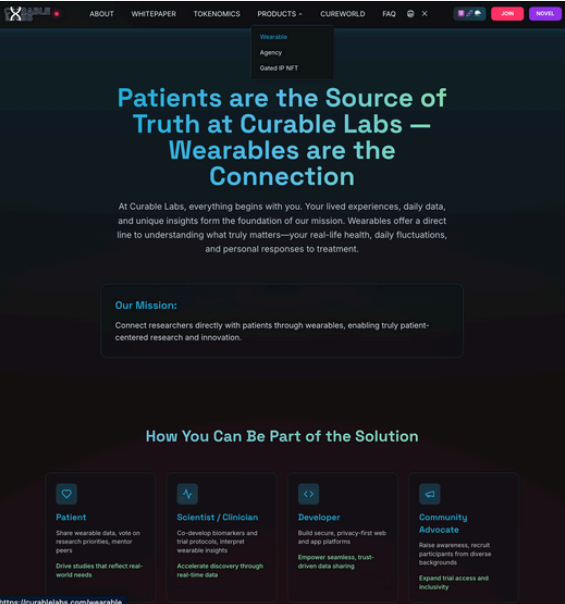 ABOUT WHITEPAPER TOKENOMICS PRODUCTS CUREWORLD FAQ JOIN NOVEL
Wearable
Agency
Gated IP NFT
Patients are the Source of
Truth at Curable Labs —
Wearables are the
Connection
At Curable Labs, everything begins with you. Your lived experiences, daily data,
and unique insights form the foundation of our mission. Wearables offer a direct
line to understanding what truly matters—your real-life health, daily fluctuations,
and personal responses to treatment.
Our Mission:
Connect researchers directly with patients through wearables, enabling truly patient-
centered research and innovation.
How You Can Be Part of the Solution
Patient
Share wearable data, vote on
research priorities, mentor
peers
Drive studies that reflect real-
world needs
Scientist / Clinician
Co-develop biomarkers and
trial protocols, interpret
wearable insights
Accelerate discovery through
real-time data
Developer
Build secure, privacy-first web
and app platforms
Empower seamless, trust-
driven data sharing
Community
Advocate
Raise awareness, recruit
participants from diverse
backgrounds
Expand trial access and
inclusivity
https://curablelabs.com/wearable